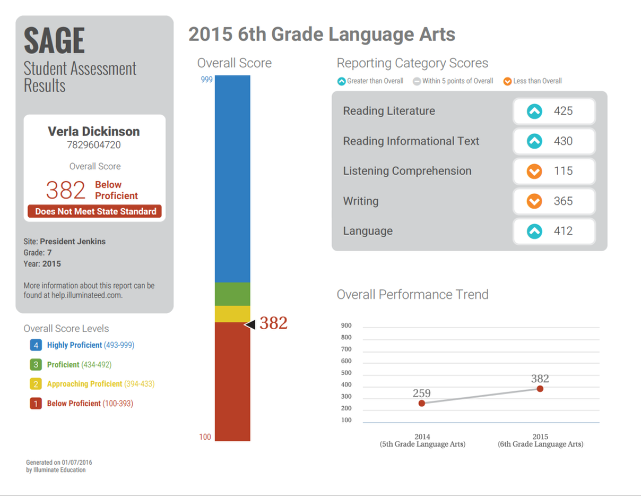 SAGE
Student Assessment
Results
Verla Dickinson
7829604720
Overall Score
382 Below
Proficient
Does Not Meet State Standard
Site: President Jenkins
Grade: 7
Year: 2015
More information about this report can be
found at help.illuminateed.com.
Overall Score Levels
4 Highly Proficient (493-999)
3 Proficient (434-492)
2 Approaching Proficient (394-433)
1 Below Proficient (100-393)
Generated on 01/07/2016
by Illuminate Education
2015 6th Grade Language Arts
Overall Score
999
382
100
Reporting Category Scores
Greater than Overall Within 5 points of Overall Less than Overall
Reading Literature 425
Reading Informational Text 430
Listening Comprehension 115
Writing 365
Language 412
Overall Performance Trend
900
800
700
600
500
400
300
200
100
259
382
2014
(5th Grade Language Arts)
2015
(6th Grade Language Arts)